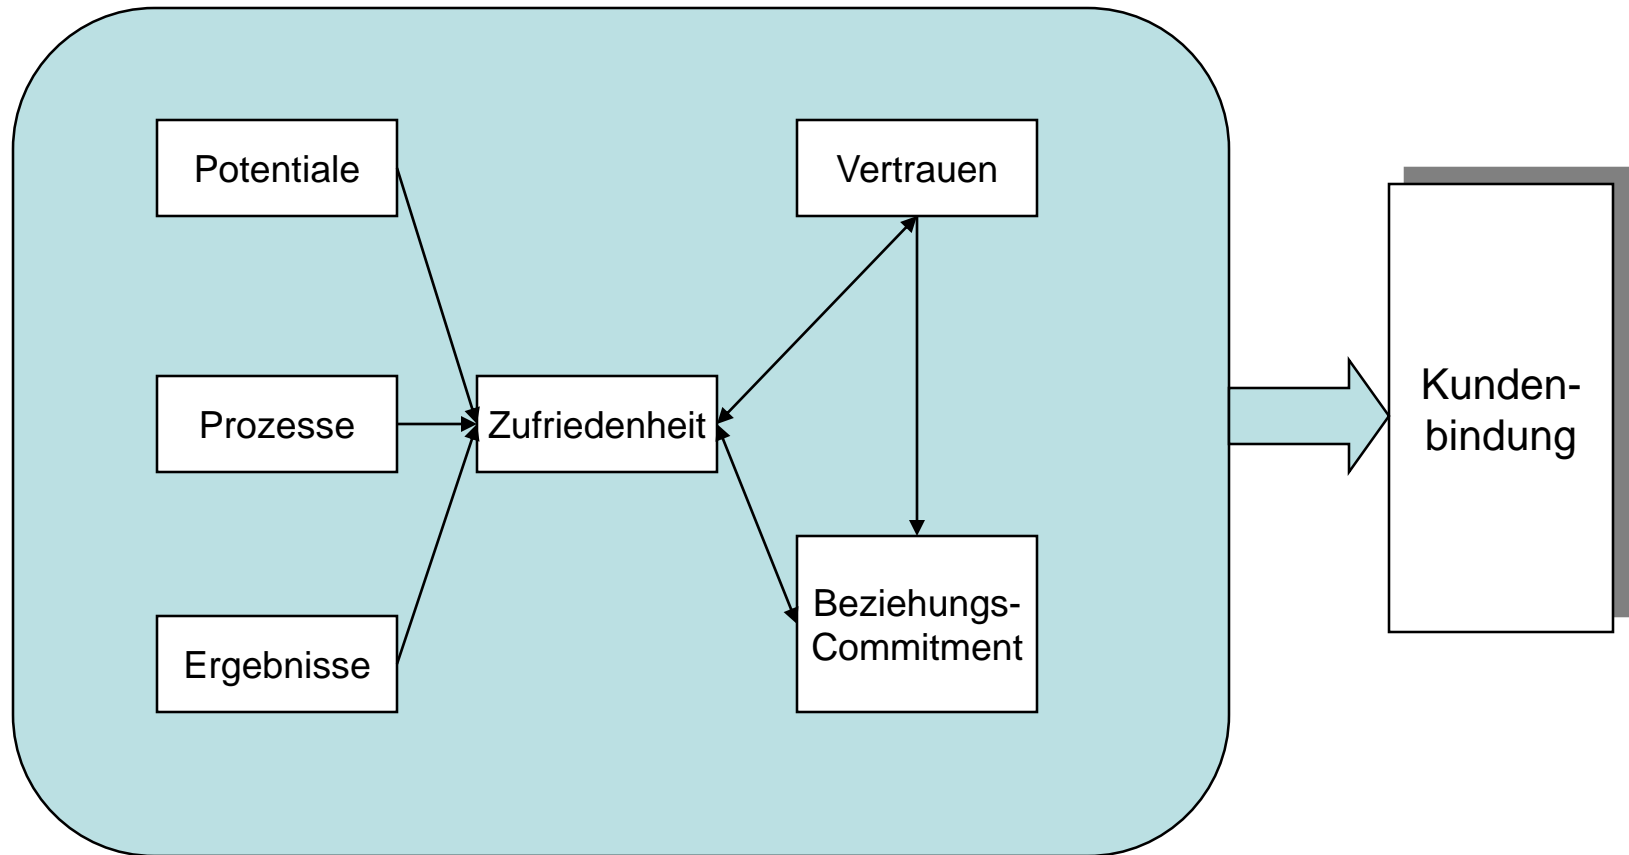 Potentiale
Vertrauen
Prozesse
Zufriedenheit
Kunden-
bindung
Beziehungs-
Commitment
Ergebnisse